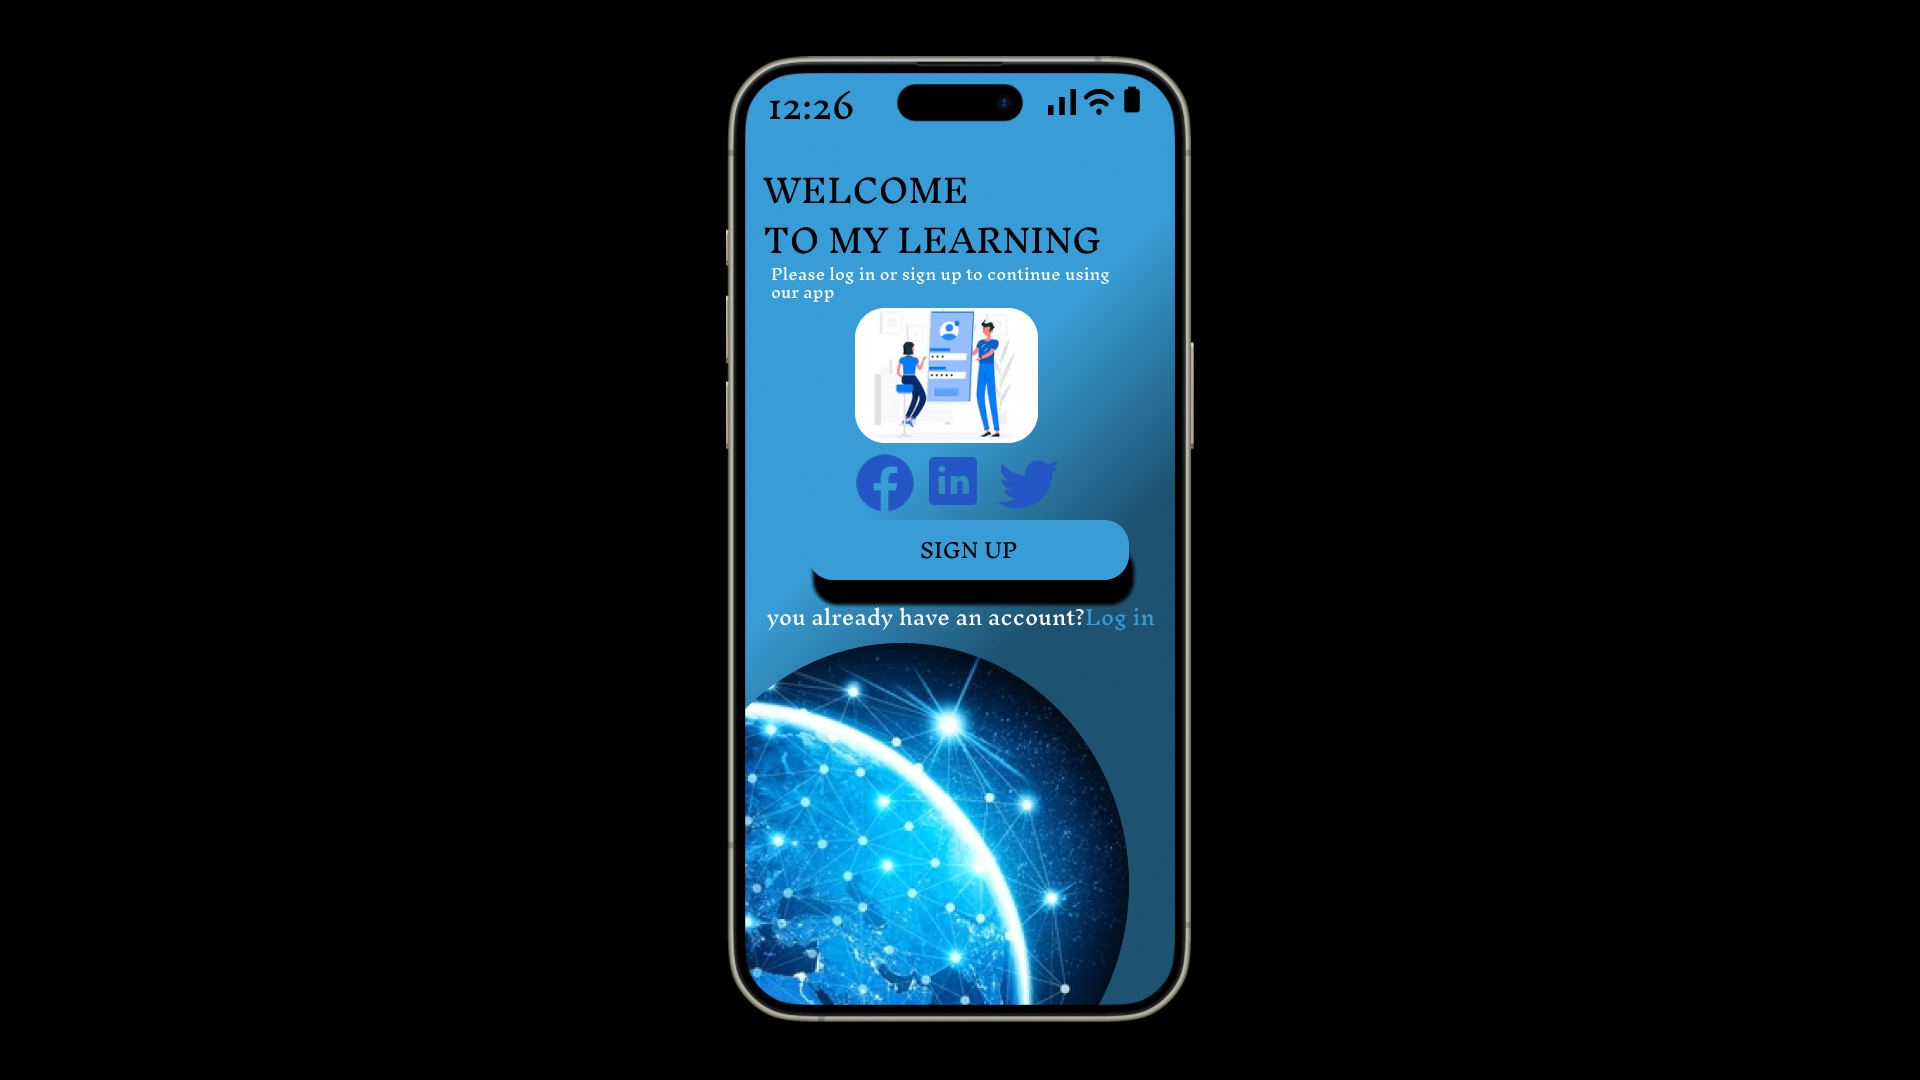 12:26
WELCOME
TO MY LEARNING
Please log in or sign up to continue using
our app
in
SIGN UP
you already have an account?Log in